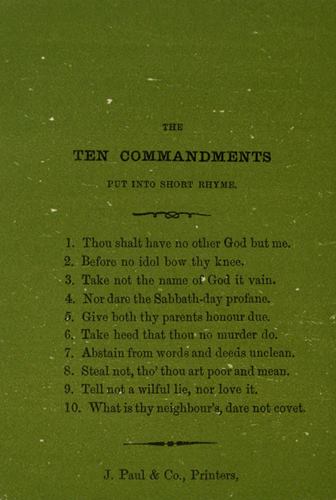 THE
TEN COMMANDMENTS
PUT INTO SHORT RHYME.
1. Thou shalt have no other God but me.
2. Before no idol bow thy knee.
3. Take not the name of God it vain.
4. Nor dare the Sabbath-day profane.
5. Give both thy parents honour due.
6. Take heed that thou no murder do.
7. Abstain from words and deeds unclean.
8. Steal not, tho' thou art poor and mean.
9. Tell not a wilful lie, nor love it.
10. What is thy neighbour's, dare not covet.
J. Paul & Co., Printers,